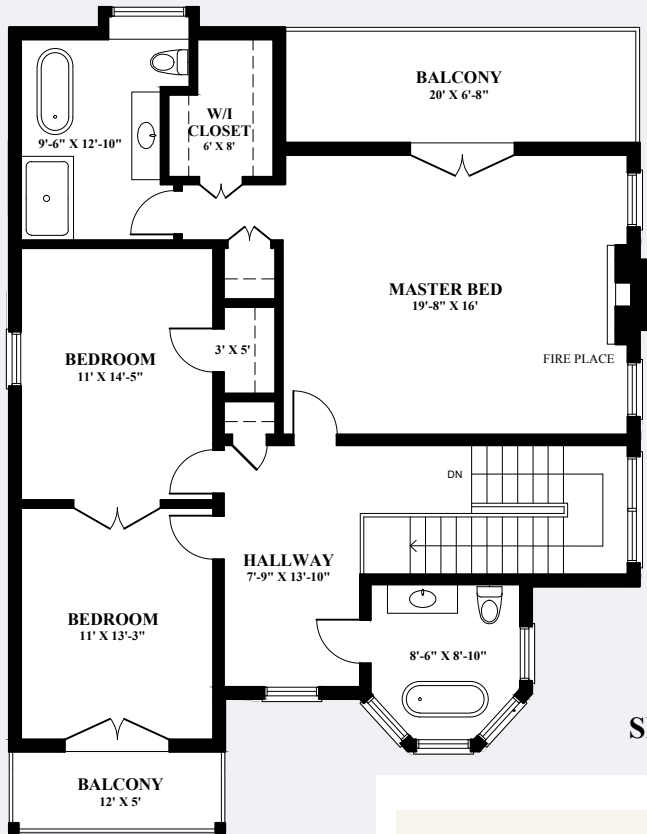 BALCONY
20' X 6'-8"
W/I
CLOSET
6' X 8'
9'-6" X 12'-10"
MASTER BED
19'-8" X 16'
BEDROOM
11' X 14'-5"
3' X 5'
FIRE PLACE
DN
HALLWAY
7'-9" X 13'-10"
BEDROOM
11' X 13'-3"
8'-6" X 8'-10"
BALCONY
12' X 5'